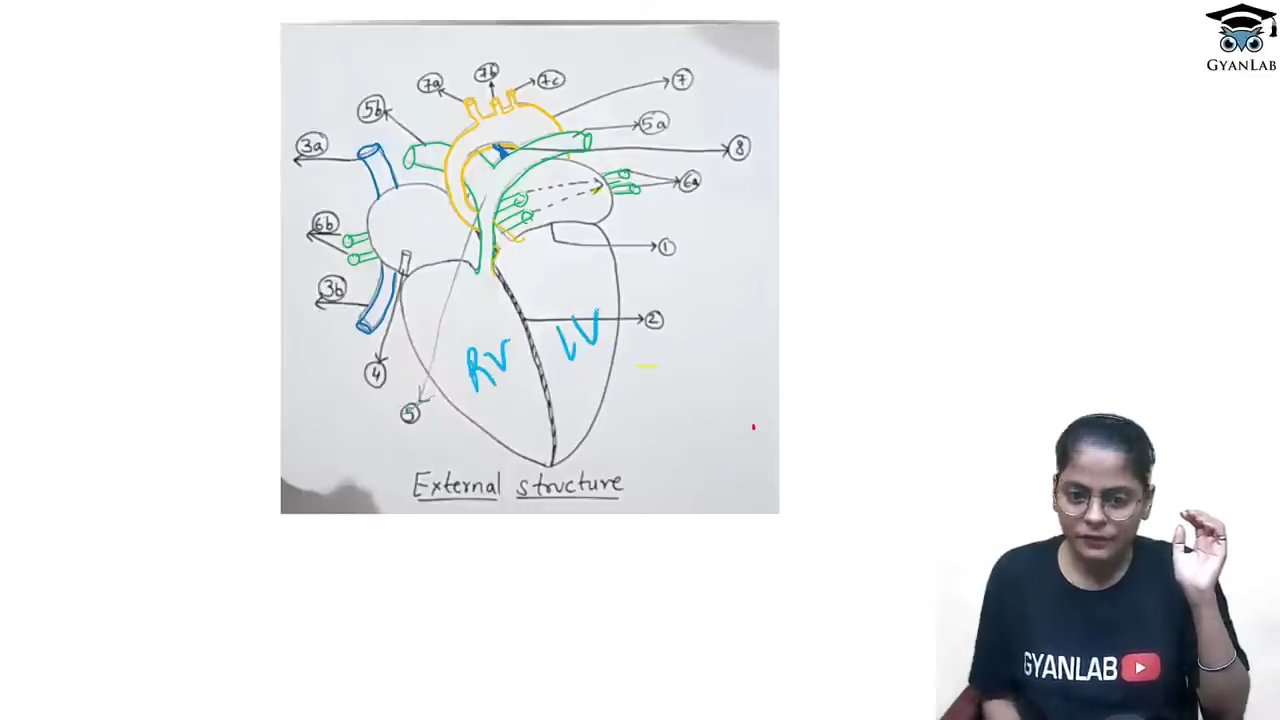 GYANLAB
7b
7a
7c
7
5b
5a
3a
8
6a
6b
1
3b
2
LV
RV
4
5
External structure
GYANLAB